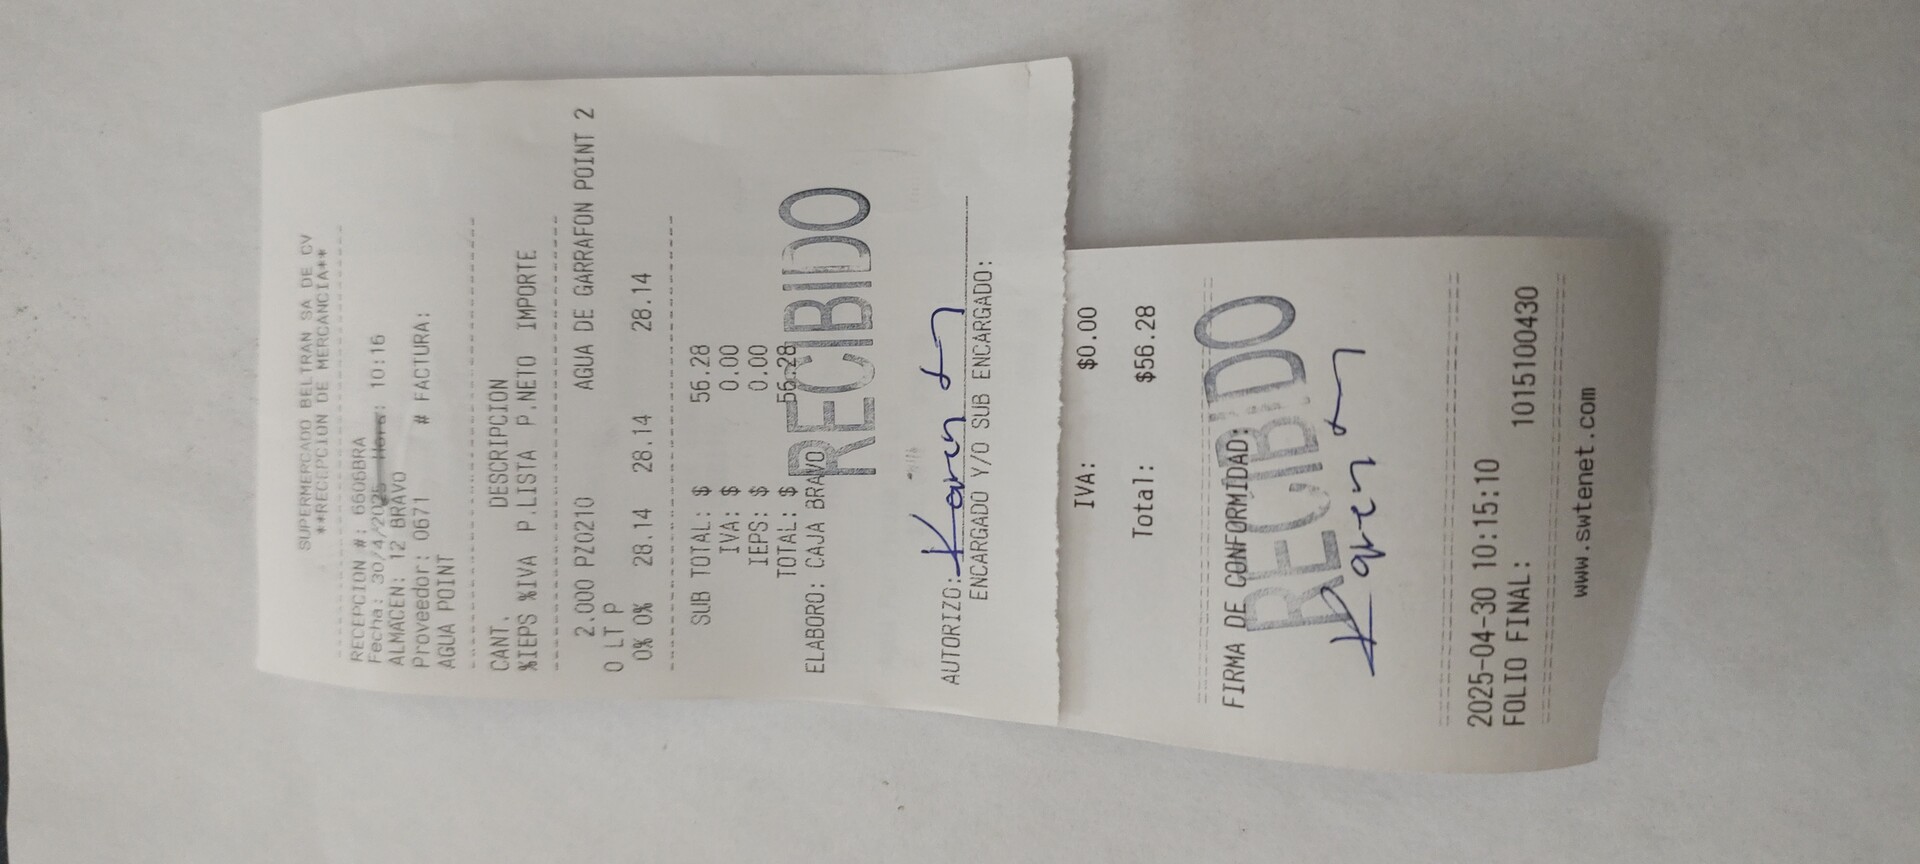 SUPERMERCADO BELTRAN SA DE CV
**RECEPCION DE MERCANCIA**
RECEPCION #: 6606BRA
Fecha: 30/4/2025 Hora: 10:16
ALMACEN: 12 BRAVO
Proveedor: 0671 # FACTURA:
AGUA POINT
CANT. DESCRIPCION
%IEPS %IVA P.LISTA P.NETO IMPORTE
2.000 PZ0210 AGUA DE GARRAFON POINT 2
0 LT P
0% 0% 28.14 28.14 28.14
SUB TOTAL: $ 56.28
IVA: $ 0.00
IEPS: $ 0.00
TOTAL: $ 56.28
ELABORO: CAJA BRAVO
RECIBIDO
AUTORIZO: Karen
ENCARGADO Y/O SUB ENCARGADO:
IVA: $0.00
Total: $56.28
FIRMA DE CONFORMIDAD:
RECIBIDO
Karen
2025-04-30 10:15:10
FOLIO FINAL: 1015100430
www.swtenet.com